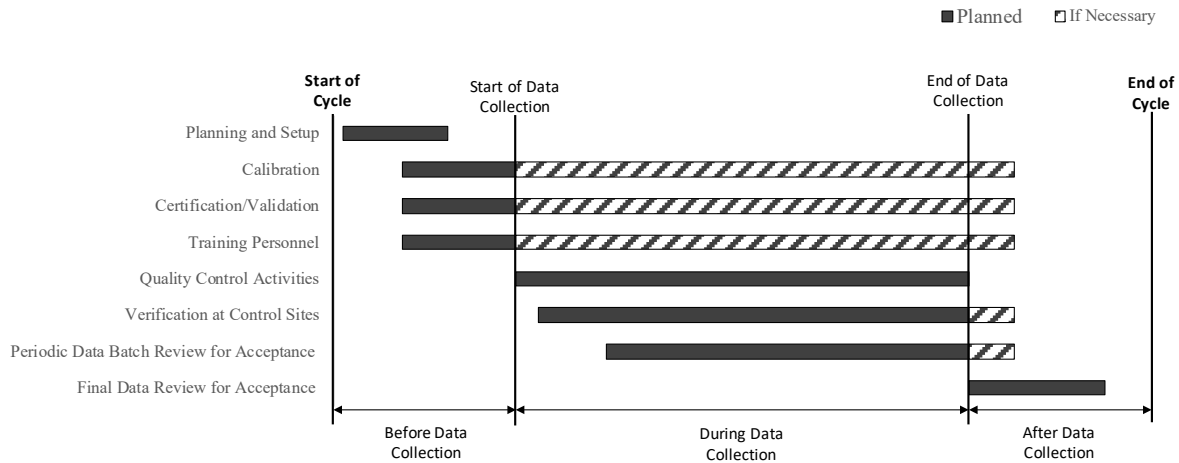 Planned
If Necessary
Start of
Cycle
Start of Data
Collection
End of Data
Collection
End of
Cycle
Planning and Setup
Calibration
Certification/Validation
Training Personnel
Quality Control Activities
Verification at Control Sites
Periodic Data Batch Review for Acceptance
Final Data Review for Acceptance
Before Data
Collection
During Data
Collection
After Data
Collection